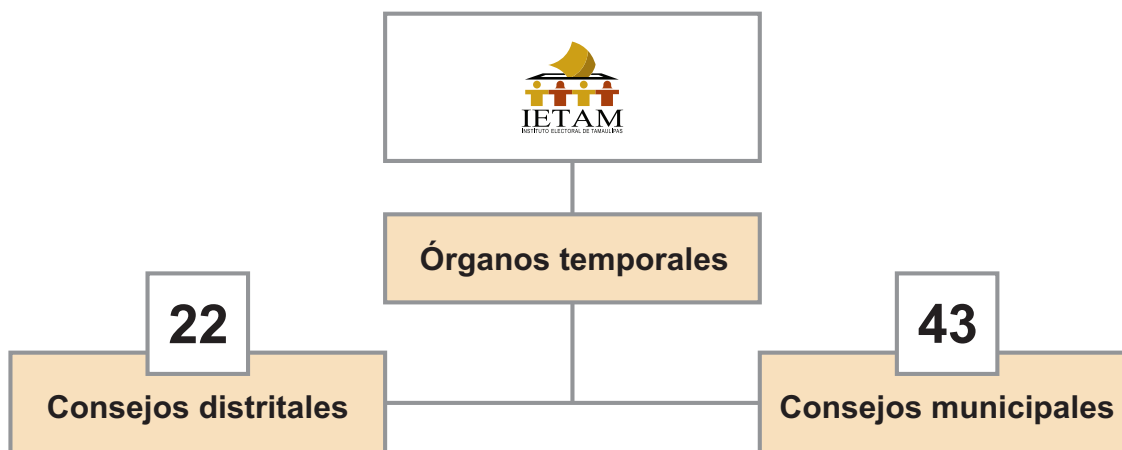 IETAM
INSTITUTO ELECTORAL DE TAMAULIPAS
Órganos temporales
22
Consejos distritales
43
Consejos municipales